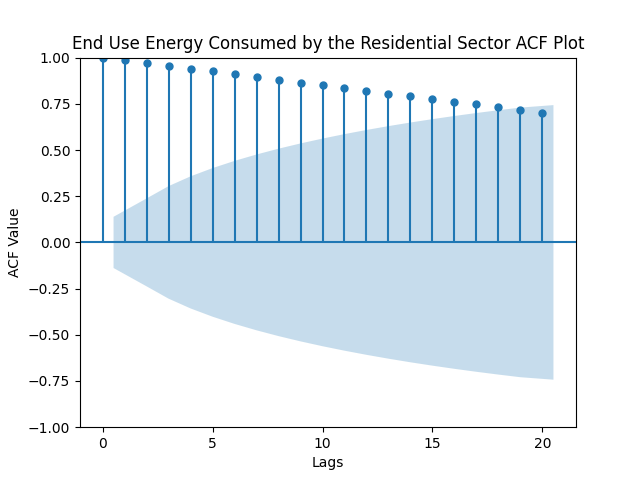 End Use Energy Consumed by the Residential Sector ACF Plot
1.00
0.75
0.50
0.25
0.00
−0.25
−0.50
−0.75
−1.00
ACF Value
0 5 10 15 20
Lags